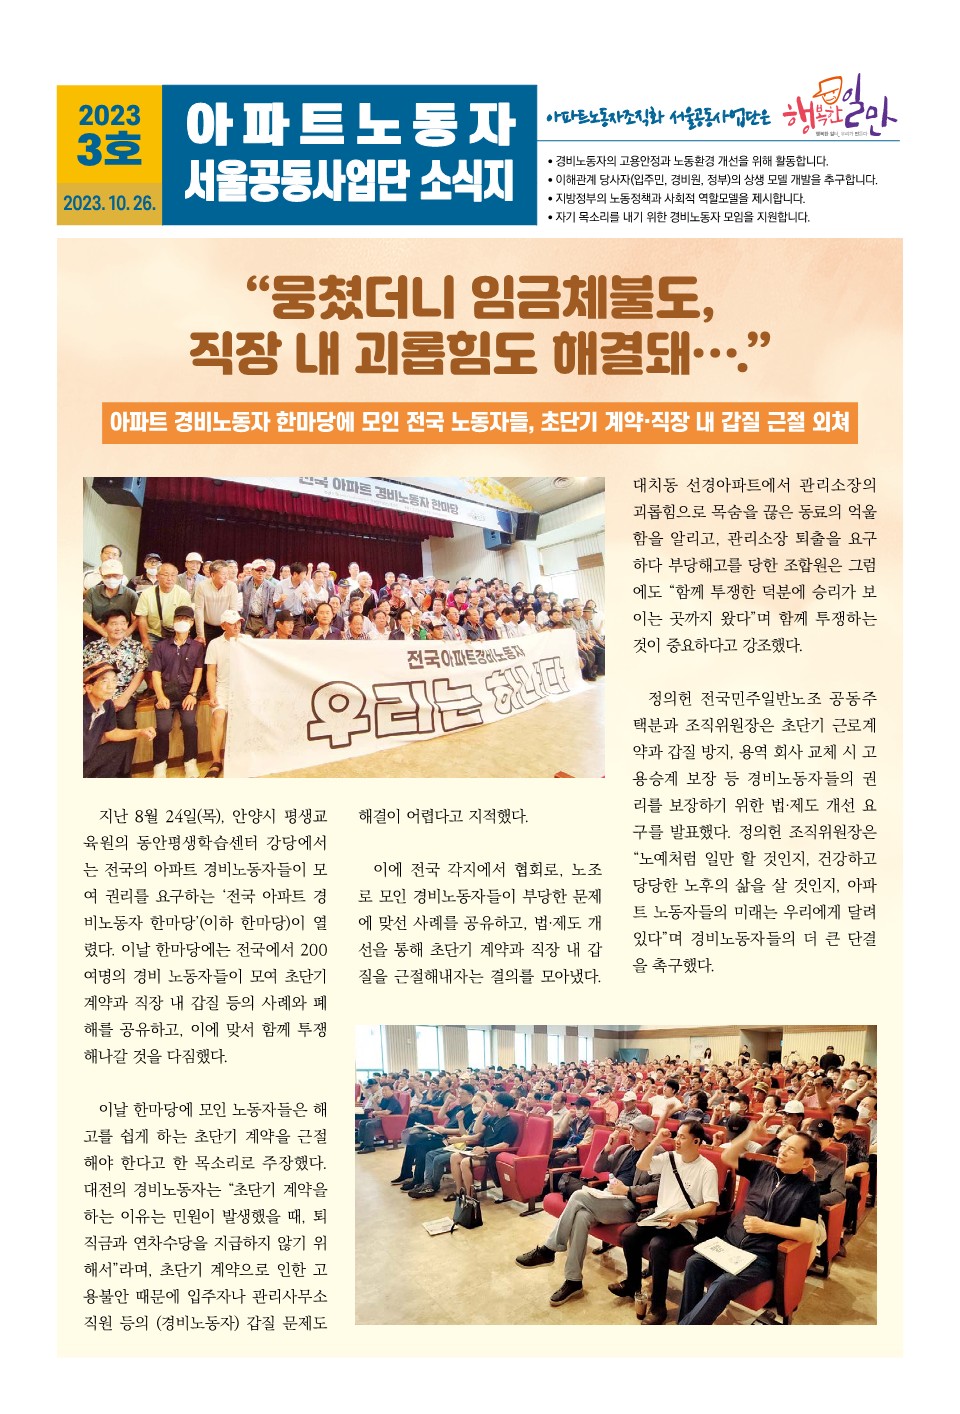 2023
3호
2023. 10. 26.
아파트노동자
서울공동사업단 소식지
아파트노동자조직화 서울공동사업단은
행복한일만
• 경비노동자의 고용안정과 노동환경 개선을 위해 활동합니다.
• 이해관계 당사자(입주민, 경비원, 정부)의 상생 모델 개발을 추구합니다.
• 지방정부의 노동정책과 사회적 역할모델을 제시합니다.
• 자기 목소리를 내기 위한 경비노동자 모임을 지원합니다.
“뭉쳤더니 임금체불도,
직장 내 괴롭힘도 해결돼….”
아파트 경비노동자 한마당에 모인 전국 노동자들, 초단기 계약·직장 내 갑질 근절 외쳐
전국 아파트 경비노동자 한마당
전국아파트경비노동자
우리는 하나다
지난 8월 24일(목), 안양시 평생교
육원의 동안평생학습센터 강당에서
는 전국의 아파트 경비노동자들이 모
여 권리를 요구하는 ‘전국 아파트 경
비노동자 한마당’(이하 한마당)이 열
렸다. 이날 한마당에는 전국에서 200
여명의 경비 노동자들이 모여 초단기
계약과 직장 내 갑질 등의 사례와 폐
해를 공유하고, 이에 맞서 함께 투쟁
해나갈 것을 다짐했다.
이날 한마당에 모인 노동자들은 해
고를 쉽게 하는 초단기 계약을 근절
해야 한다고 한 목소리로 주장했다.
대전의 경비노동자는 “초단기 계약을
하는 이유는 민원이 발생했을 때, 퇴
직금과 연차수당을 지급하지 않기 위
해서”라며, 초단기 계약으로 인한 고
용불안 때문에 입주자나 관리사무소
직원 등의 (경비노동자) 갑질 문제도
해결이 어렵다고 지적했다.
이에 전국 각지에서 협회로, 노조
로 모인 경비노동자들이 부당한 문제
에 맞선 사례를 공유하고, 법·제도 개
선을 통해 초단기 계약과 직장 내 갑
질을 근절해내자는 결의를 모아냈다.
대치동 선경아파트에서 관리소장의
괴롭힘으로 목숨을 끊은 동료의 억울
함을 알리고, 관리소장 퇴출을 요구
하다 부당해고를 당한 조합원은 그럼
에도 “함께 투쟁한 덕분에 승리가 보
이는 곳까지 왔다”며 함께 투쟁하는
것이 중요하다고 강조했다.
정의헌 전국민주일반노조 공동주
택분과 조직위원장은 초단기 근로계
약과 갑질 방지, 용역 회사 교체 시 고
용승계 보장 등 경비노동자들의 권
리를 보장하기 위한 법·제도 개선 요
구를 발표했다. 정의헌 조직위원장은
“노예처럼 일만 할 것인지, 건강하고
당당한 노후의 삶을 살 것인지, 아파
트 노동자들의 미래는 우리에게 달려
있다”며 경비노동자들의 더 큰 단결
을 촉구했다.